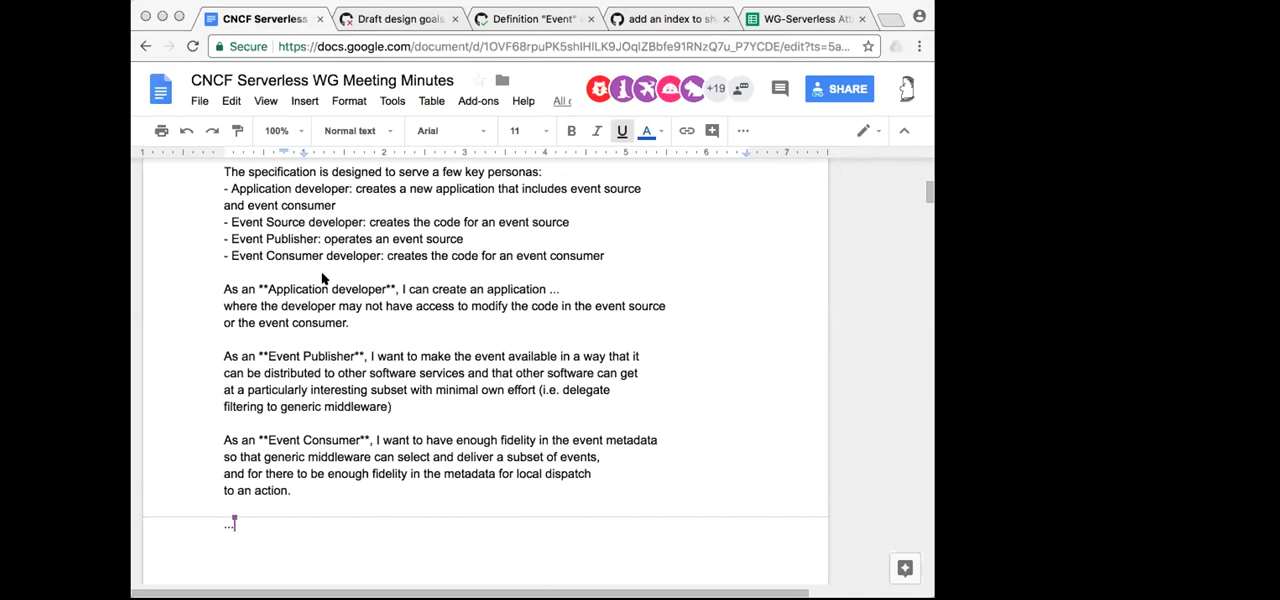 CNCF Serverless
Draft design goals
Definition "Event"
add an index to sh
WG-Serverless Att
Secure
https://docs.google.com/document/d/1OVF68rpuPK5shIHILK9JOqlZBbfe91RNzQ7u_P7YCDE/edit?ts=5a...
CNCF Serverless WG Meeting Minutes
+19
SHARE
File Edit View Insert Format Tools Table Add-ons Help All c
100% Normal text Arial 11 B I U A ...
1 1 2 3 4 5 6 7
The specification is designed to serve a few key personas:
- Application developer: creates a new application that includes event source
and event consumer
- Event Source developer: creates the code for an event source
- Event Publisher: operates an event source
- Event Consumer developer: creates the code for an event consumer
As an **Application developer**, I can create an application ...
where the developer may not have access to modify the code in the event source
or the event consumer.
As an **Event Publisher**, I want to make the event available in a way that it
can be distributed to other software services and that other software can get
at a particularly interesting subset with minimal own effort (i.e. delegate
filtering to generic middleware)
As an **Event Consumer**, I want to have enough fidelity in the event metadata
so that generic middleware can select and deliver a subset of events,
and for there to be enough fidelity in the metadata for local dispatch
to an action.
...